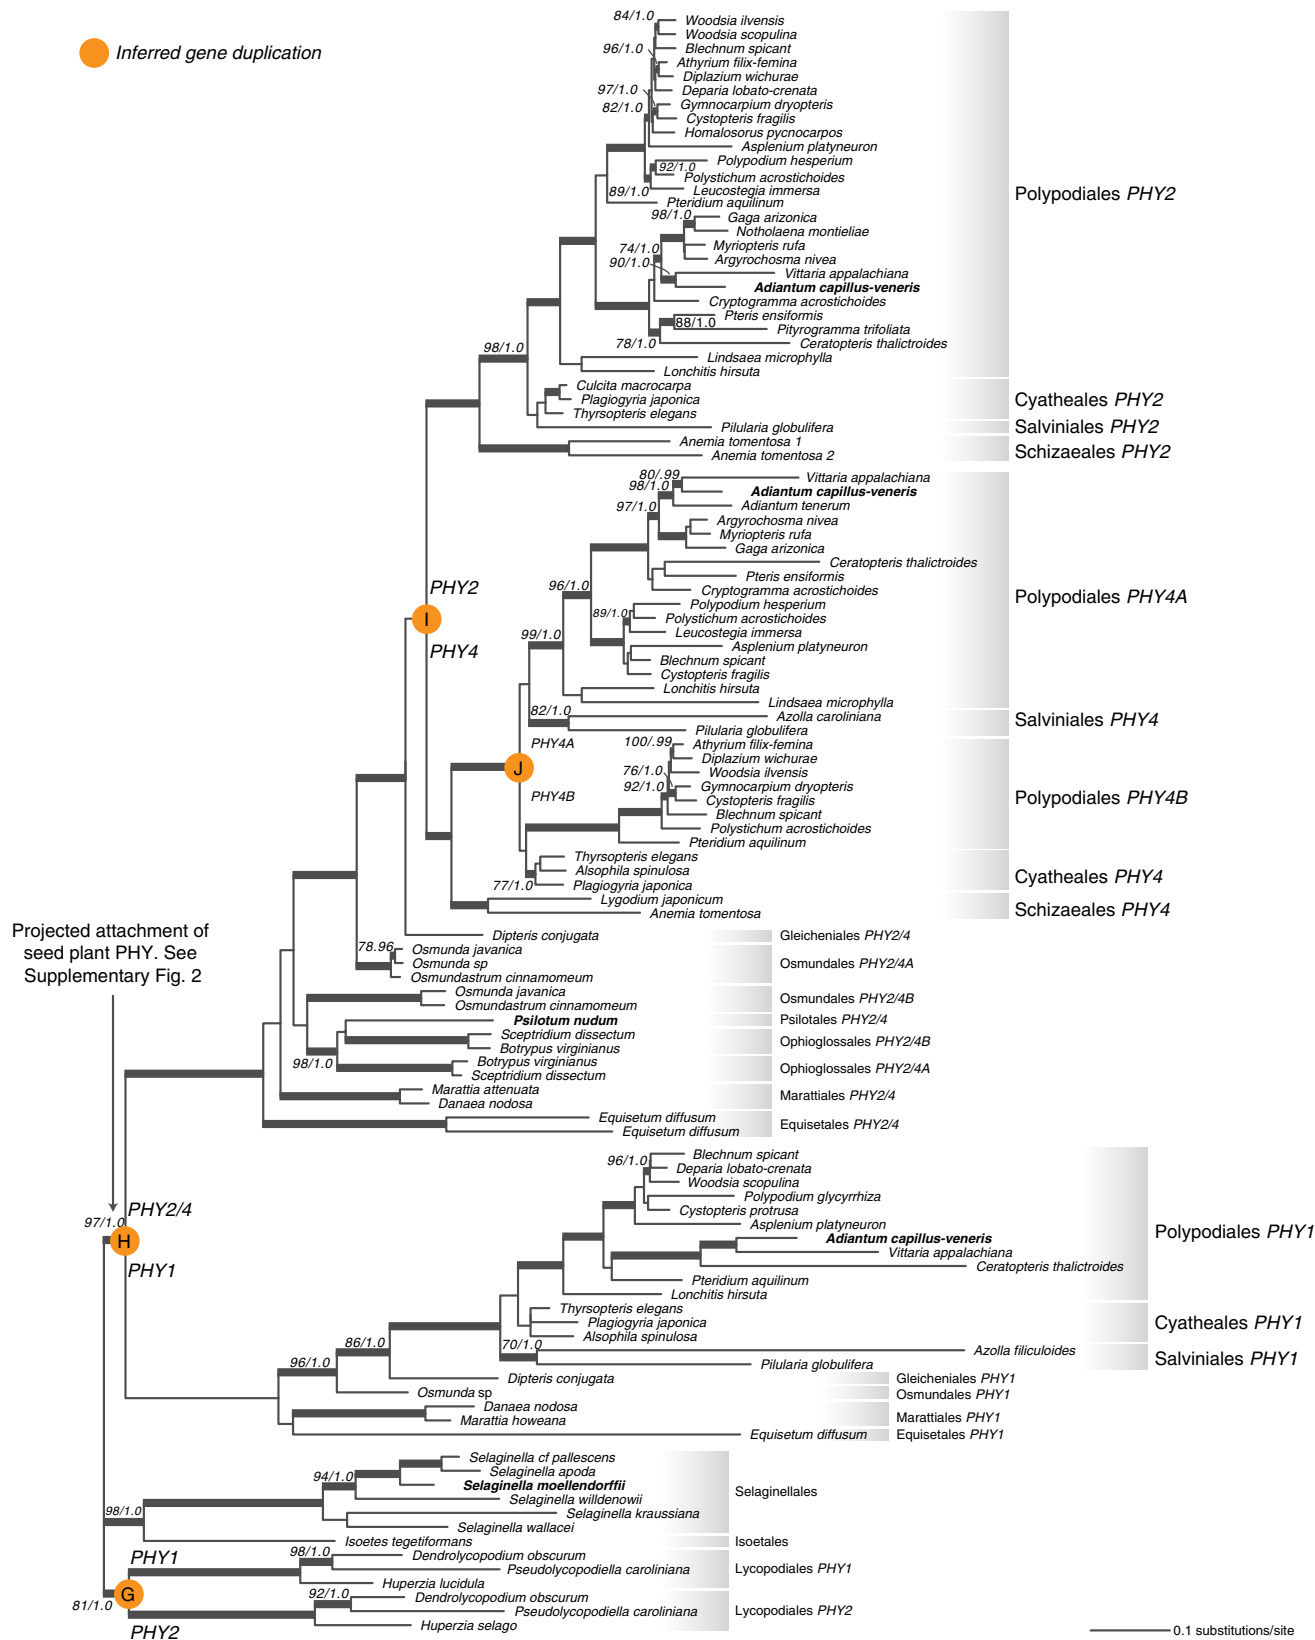 Inferred gene duplication
84/1.0
Woodsia ilvensis
Woodsia scopulina
96/1.0
Blechnum spicant
Athyrium filix-femina
Diplazium wichurae
97/1.0
Deparia lobato-crenata
82/1.0
Gymnocarpium dryopteris
Cystopteris fragilis
Homalosorus pycnocarpos
Asplenium platyneuron
Polypodium hesperium
92/1.0
Polystichum acrostichoides
89/1.0
Leucostegia immersa
Pteridium aquilinum
Polypodiales PHY2
98/1.0
Gaga arizonica
Notholaena montieliae
74/1.0
Myriopteris rufa
Argyrochosma nivea
90/1.0
Vittaria appalachiana
Adiantum capillus-veneris
Cryptogramma acrostichoides
Pteris ensiformis
88/1.0
Pityrogramma trifoliata
78/1.0
Ceratopteris thalictroides
98/1.0
Lindsaea microphylla
Lonchitis hirsuta
Culcita macrocarpa
Plagiogyria japonica
Thyrsopteris elegans
Cyatheales PHY2
Pilularia globulifera
Salviniales PHY2
Anemia tomentosa 1
Anemia tomentosa 2
Schizaeales PHY2
80/.99
Vittaria appalachiana
98/1.0
Adiantum capillus-veneris
97/1.0
Adiantum tenerum
Argyrochosma nivea
Myriopteris rufa
Gaga arizonica
Ceratopteris thalictroides
Pteris ensiformis
96/1.0
Cryptogramma acrostichoides
Polypodiales PHY4A
PHY2
I
PHY4
89/1.0
Polypodium hesperium
Polystichum acrostichoides
99/1.0
Leucostegia immersa
Asplenium platyneuron
Blechnum spicant
Cystopteris fragilis
Lonchitis hirsuta
Lindsaea microphylla
82/1.0
Azolla caroliniana
Pilularia globulifera
Salviniales PHY4
PHY4A
J
PHY4B
100/.99
Athyrium filix-femina
Diplazium wichurae
76/1.0
Woodsia ilvensis
92/1.0
Gymnocarpium dryopteris
Cystopteris fragilis
Blechnum spicant
Polystichum acrostichoides
Pteridium aquilinum
Polypodiales PHY4B
Thyrsopteris elegans
Alsophila spinulosa
77/1.0
Plagiogyria japonica
Cyatheales PHY4
Lygodium japonicum
Anemia tomentosa
Schizaeales PHY4
Projected attachment of
seed plant PHY. See
Supplementary Fig. 2
Dipteris conjugata
Gleicheniales PHY2/4
78.96
Osmunda javanica
Osmunda sp
Osmundastrum cinnamomeum
Osmundales PHY2/4A
Osmunda javanica
Osmundastrum cinnamomeum
Osmundales PHY2/4B
Psilotum nudum
Psilotales PHY2/4
Sceptridium dissectum
Botrypus virginianus
Ophioglossales PHY2/4B
98/1.0
Botrypus virginianus
Sceptridium dissectum
Ophioglossales PHY2/4A
Marattia attenuata
Danaea nodosa
Marattiales PHY2/4
Equisetum diffusum
Equisetum diffusum
Equisetales PHY2/4
PHY2/4
97/1.0
H
PHY1
96/1.0
Blechnum spicant
Deparia lobato-crenata
Woodsia scopulina
Polypodium glycyrrhiza
Cystopteris protrusa
Asplenium platyneuron
Adiantum capillus-veneris
Vittaria appalachiana
Ceratopteris thalictroides
Pteridium aquilinum
Lonchitis hirsuta
Polypodiales PHY1
Thyrsopteris elegans
Plagiogyria japonica
Alsophila spinulosa
Cyatheales PHY1
86/1.0
70/1.0
Azolla filiculoides
Pilularia globulifera
Salviniales PHY1
96/1.0
Dipteris conjugata
Gleicheniales PHY1
Osmunda sp
Osmundales PHY1
Danaea nodosa
Marattia howeana
Marattiales PHY1
Equisetum diffusum
Equisetales PHY1
Selaginella cf pallescens
Selaginella apoda
94/1.0
Selaginella moellendorffii
Selaginella willdenowii
Selaginella kraussiana
Selaginella wallacei
Selaginellales
98/1.0
Isoetes tegetiformans
Isoetales
PHY1
98/1.0
Dendrolycopodium obscurum
Pseudolycopodiella caroliniana
Huperzia lucidula
Lycopodiales PHY1
G
81/1.0
PHY2
92/1.0
Dendrolycopodium obscurum
Pseudolycopodiella caroliniana
Huperzia selago
Lycopodiales PHY2
0.1 substitutions/site